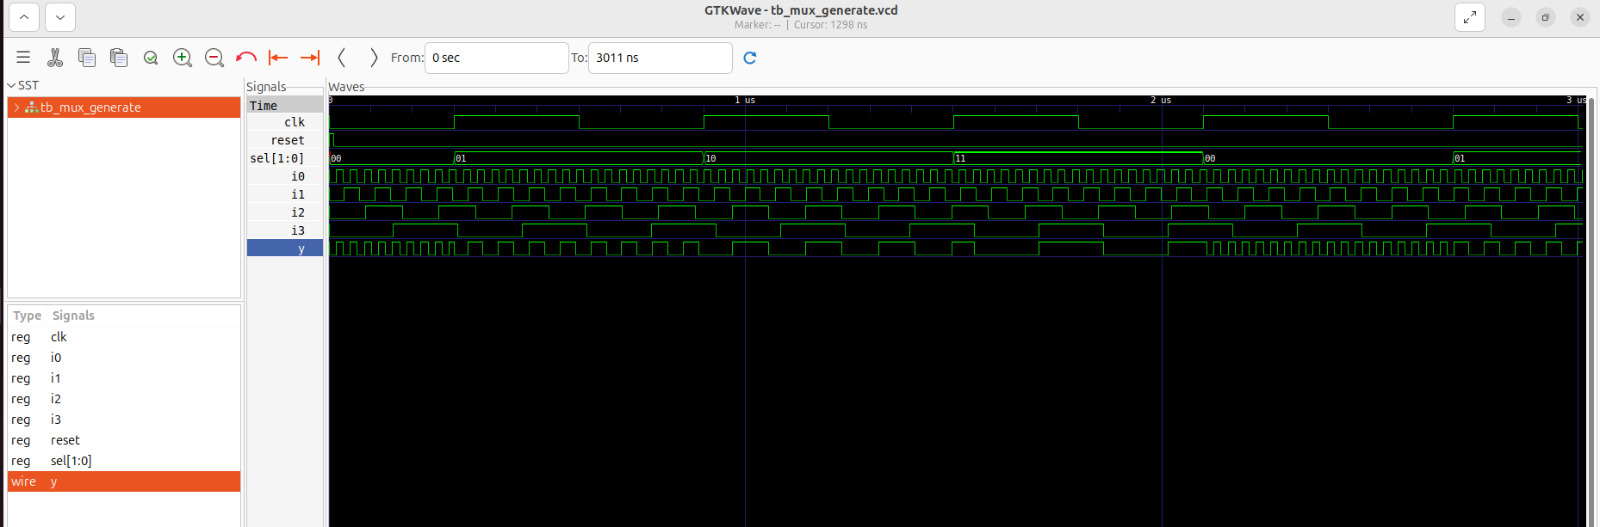 GTKWave - tb_mux_generate.vcd
Marker: -- | Cursor: 1298 ns
From: 0 sec To: 3011 ns
SST
tb_mux_generate
Type Signals
reg clk
reg i0
reg i1
reg i2
reg i3
reg reset
reg sel[1:0]
wire y
Signals
Time
clk
reset
sel[1:0]
i0
i1
i2
i3
y
Waves
0 1 us 2 us 3 us
00 01 10 11 00 01